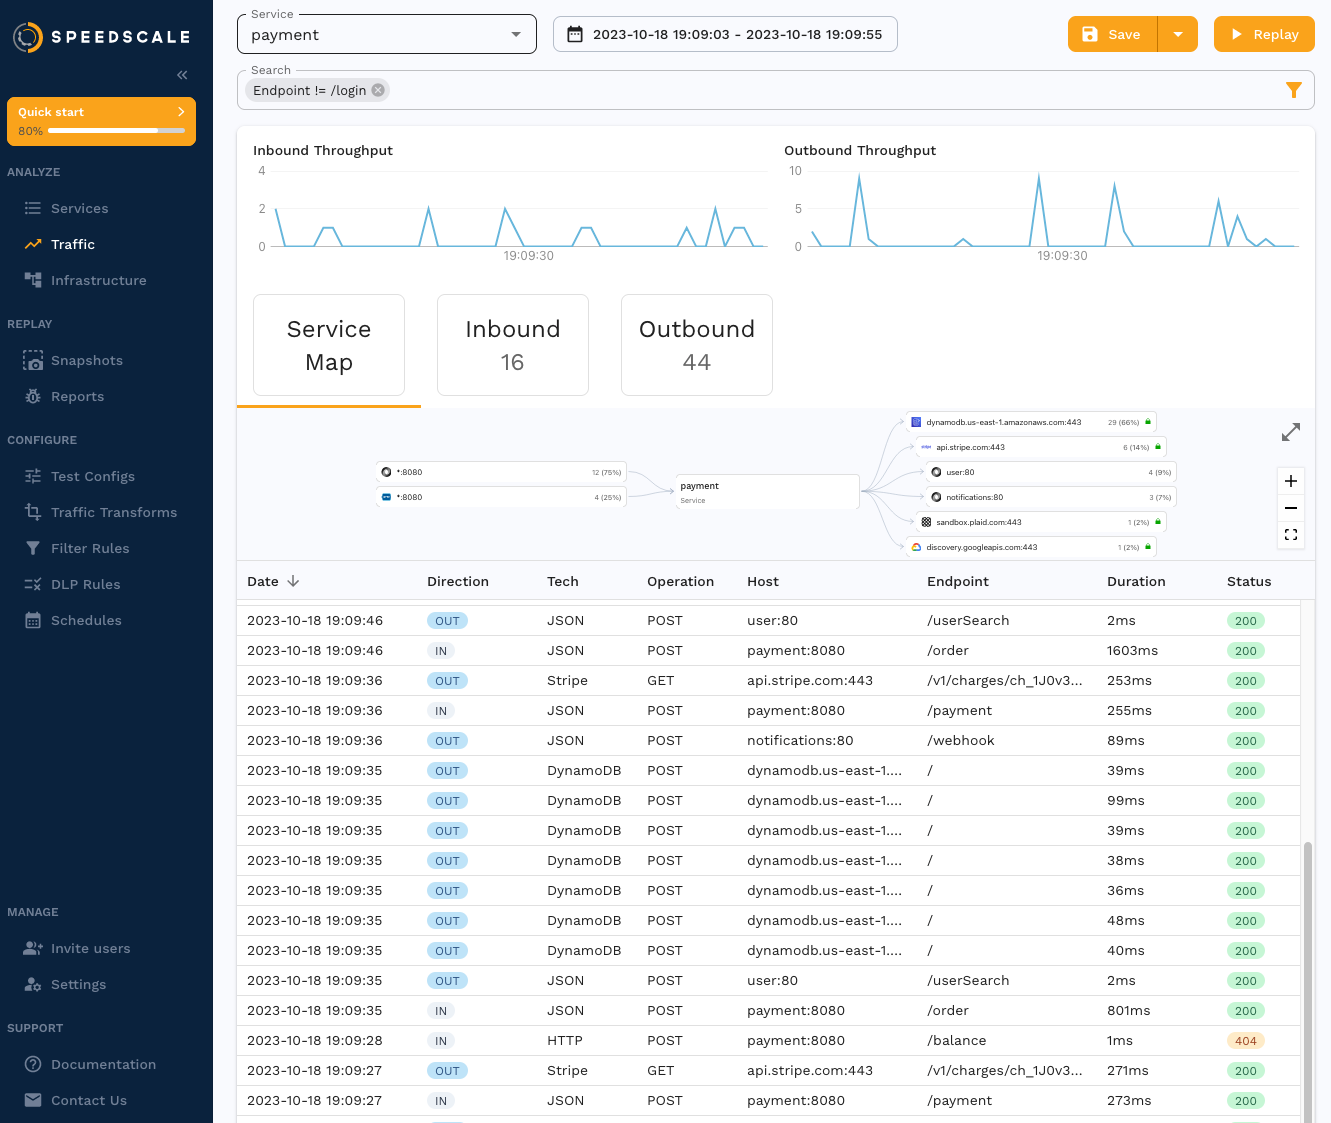 SPEEDSCALE
Quick start
80%
ANALYZE
Services
Traffic
Infrastructure
REPLAY
Snapshots
Reports
CONFIGURE
Test Configs
Traffic Transforms
Filter Rules
DLP Rules
Schedules
MANAGE
Invite users
Settings
SUPPORT
Documentation
Contact Us
Service
payment
2023-10-18 19:09:03 - 2023-10-18 19:09:55
Save
Replay
Search
Endpoint != /login
Inbound Throughput
4
2
0
19:09:30
Outbound Throughput
10
5
0
19:09:30
Service
Map
Inbound
16
Outbound
44
*:8080 12 (75%)
*:8080 4 (25%)
payment
Service
dynamodb.us-east-1.amazonaws.com:443 29 (66%)
api.stripe.com:443 6 (14%)
user:80 4 (9%)
notifications:80 3 (7%)
sandbox.plaid.com:443 1 (2%)
discovery.googleapis.com:443 1 (2%)
Date Direction Tech Operation Host Endpoint Duration Status
2023-10-18 19:09:46 OUT JSON POST user:80 /userSearch 2ms 200
2023-10-18 19:09:46 IN JSON POST payment:8080 /order 1603ms 200
2023-10-18 19:09:36 OUT Stripe GET api.stripe.com:443 /v1/charges/ch_1J0v3... 253ms 200
2023-10-18 19:09:36 IN JSON POST payment:8080 /payment 255ms 200
2023-10-18 19:09:36 OUT JSON POST notifications:80 /webhook 89ms 200
2023-10-18 19:09:35 OUT DynamoDB POST dynamodb.us-east-1.... / 39ms 200
2023-10-18 19:09:35 OUT DynamoDB POST dynamodb.us-east-1.... / 99ms 200
2023-10-18 19:09:35 OUT DynamoDB POST dynamodb.us-east-1.... / 39ms 200
2023-10-18 19:09:35 OUT DynamoDB POST dynamodb.us-east-1.... / 38ms 200
2023-10-18 19:09:35 OUT DynamoDB POST dynamodb.us-east-1.... / 36ms 200
2023-10-18 19:09:35 OUT DynamoDB POST dynamodb.us-east-1.... / 48ms 200
2023-10-18 19:09:35 OUT DynamoDB POST dynamodb.us-east-1.... / 40ms 200
2023-10-18 19:09:35 OUT JSON POST user:80 /userSearch 2ms 200
2023-10-18 19:09:35 IN JSON POST payment:8080 /order 801ms 200
2023-10-18 19:09:28 IN HTTP POST payment:8080 /balance 1ms 404
2023-10-18 19:09:27 OUT Stripe GET api.stripe.com:443 /v1/charges/ch_1J0v3... 271ms 200
2023-10-18 19:09:27 IN JSON POST payment:8080 /payment 273ms 200